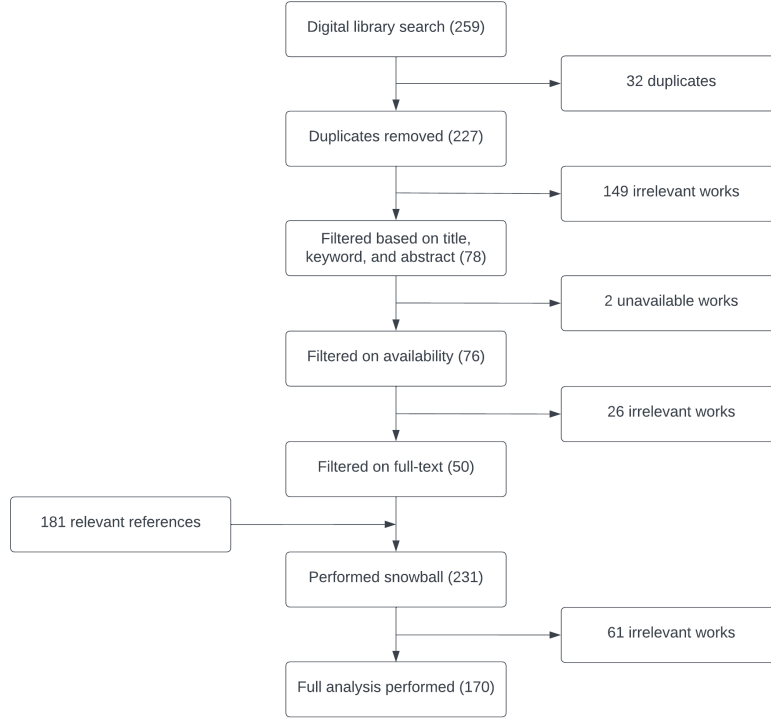 Digital library search (259)
32 duplicates
Duplicates removed (227)
149 irrelevant works
Filtered based on title,
keyword, and abstract (78)
2 unavailable works
Filtered on availability (76)
26 irrelevant works
Filtered on full-text (50)
181 relevant references
Performed snowball (231)
61 irrelevant works
Full analysis performed (170)